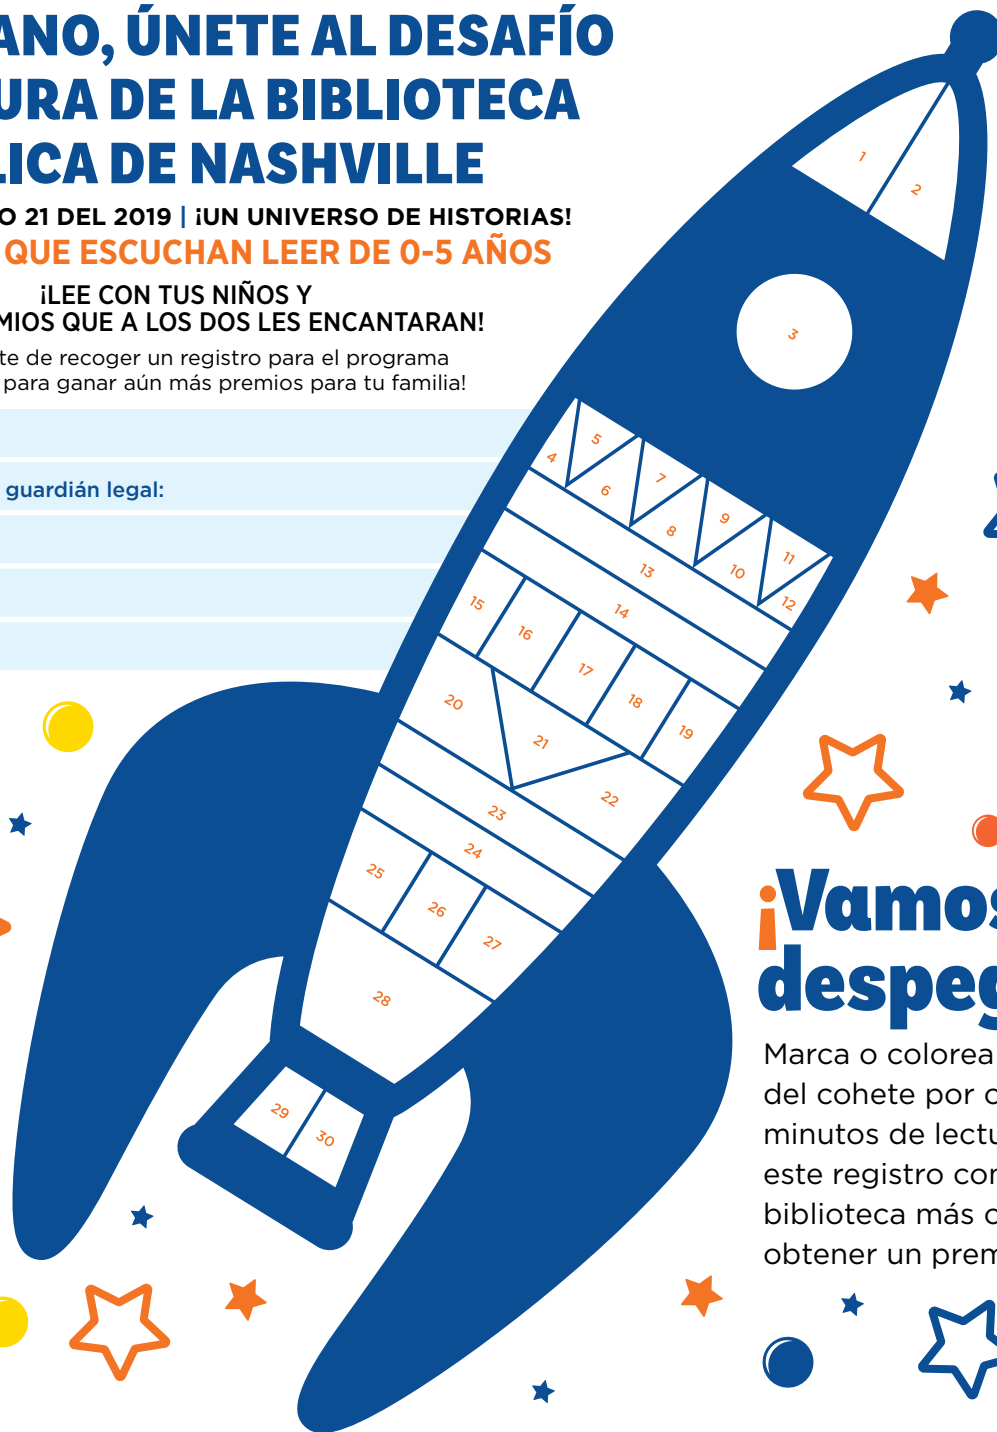 ANO, ÚNETE AL DESAFÍO
URA DE LA BIBLIOTECA
LICA DE NASHVILLE
O 21 DEL 2019 | ¡UN UNIVERSO DE HISTORIAS!
QUE ESCUCHAN LEER DE 0-5 AÑOS
¡LEE CON TUS NIÑOS Y
MIOS QUE A LOS DOS LES ENCANTARAN!
te de recoger un registro para el programa
para ganar aún más premios para tu familia!
guardián legal:
1
2
3
4
5
6
7
8
9
10
11
12
13
14
15
16
17
18
19
20
21
22
23
24
25
26
27
28
29
30
¡Vamos
despeg
Marca o colorea
del cohete por c
minutos de lectu
este registro con
biblioteca más c
obtener un prem